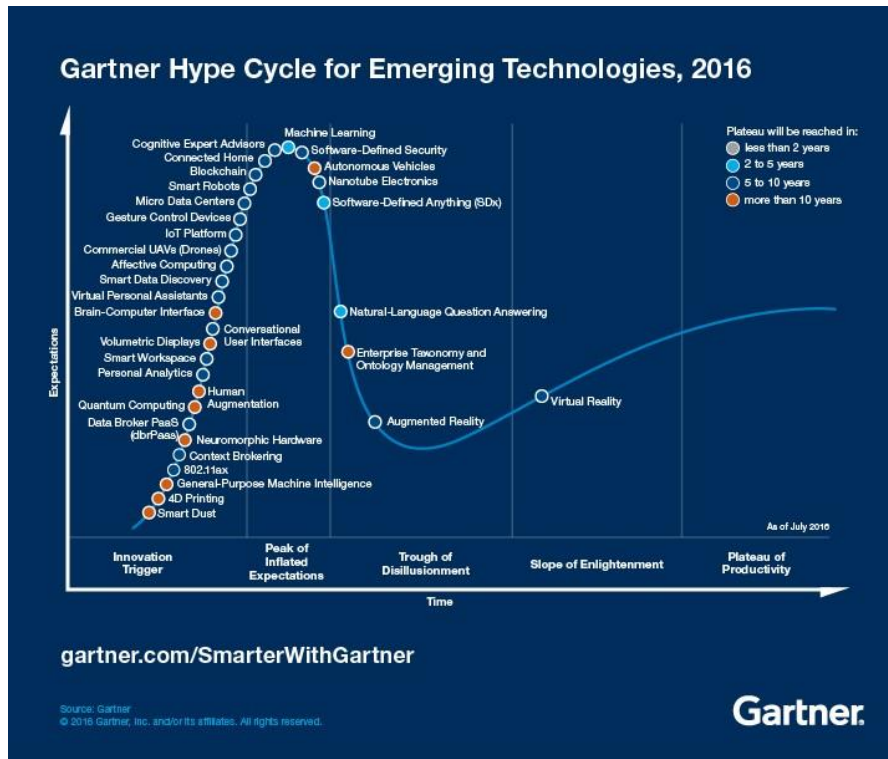 Gartner Hype Cycle for Emerging Technologies, 2016
Expectations
Machine Learning
Cognitive Expert Advisors
Software-Defined Security
Connected Home
Autonomous Vehicles
Blockchain
Nanotube Electronics
Smart Robots
Micro Data Centers
Software-Defined Anything (SDx)
Gesture Control Devices
IoT Platform
Commercial UAVs (Drones)
Affective Computing
Smart Data Discovery
Virtual Personal Assistants
Brain-Computer Interface
Natural-Language Question Answering
Conversational
User Interfaces
Volumetric Displays
Smart Workspace
Enterprise Taxonomy and
Ontology Management
Personal Analytics
Human
Augmentation
Quantum Computing
Data Broker PaaS
(dbrPaas)
Augmented Reality
Virtual Reality
Neuromorphic Hardware
Context Brokering
802.11ax
General-Purpose Machine Intelligence
4D Printing
Smart Dust
Plateau will be reached in:
less than 2 years
2 to 5 years
5 to 10 years
more than 10 years
As of July 2016
Innovation
Trigger
Peak of
Inflated
Expectations
Trough of
Disillusionment
Slope of Enlightenment
Plateau of
Productivity
Time
gartner.com/SmarterWithGartner
Source: Gartner
© 2016 Gartner, Inc. and/or its affiliates. All rights reserved.
Gartner.